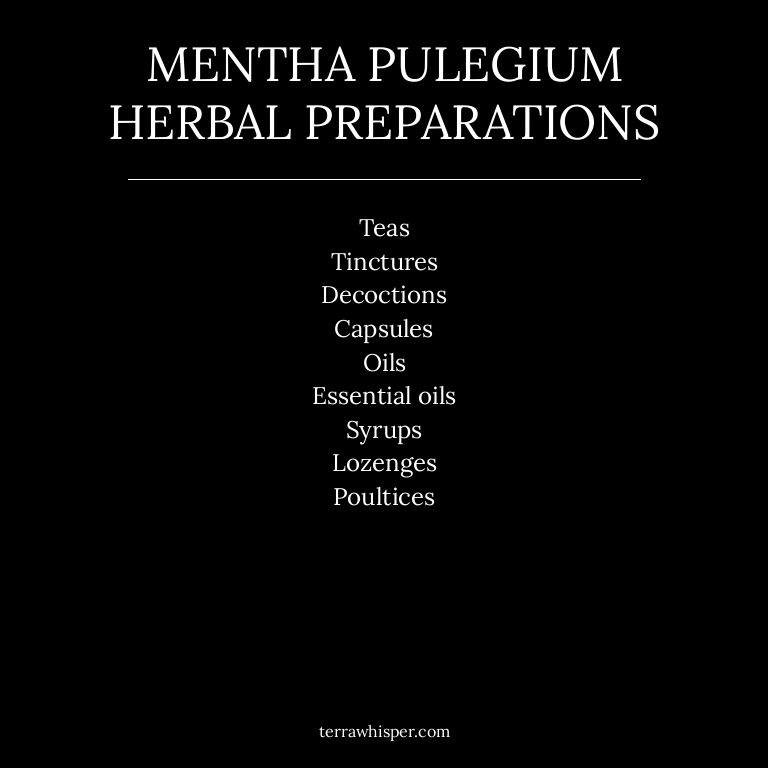 MENTHA PULEGIUM
HERBAL PREPARATIONS
Teas
Tinctures
Decoctions
Capsules
Oils
Essential oils
Syrups
Lozenges
Poultices
terrawhisper.com